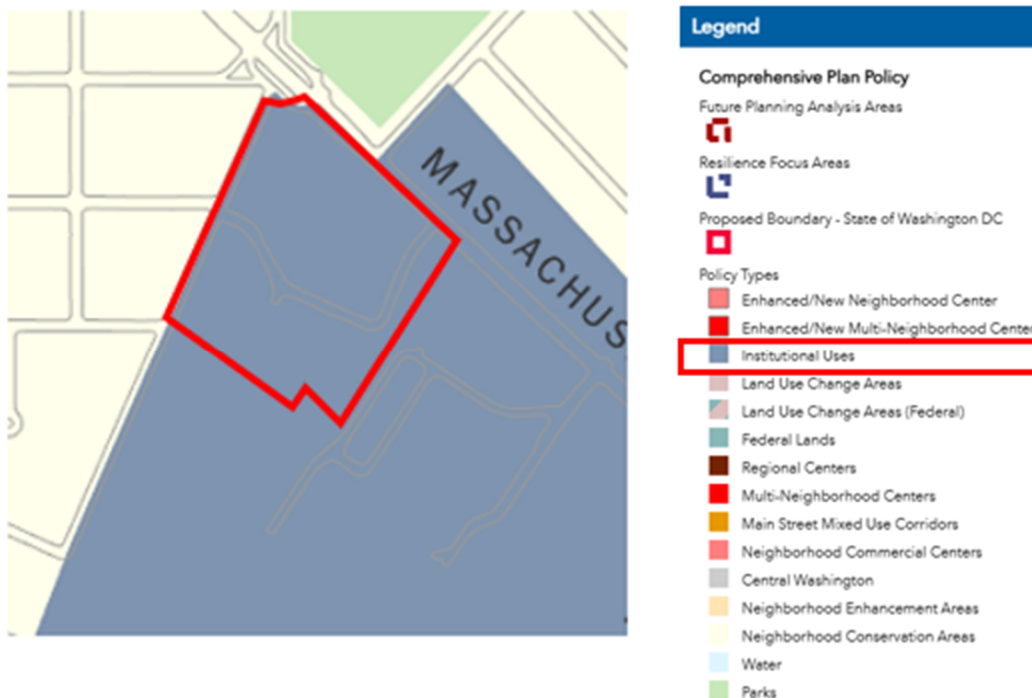 MASSACHUS
Legend
Comprehensive Plan Policy
Future Planning Analysis Areas
Resilience Focus Areas
Proposed Boundary - State of Washington DC
Policy Types
Enhanced/New Neighborhood Center
Enhanced/New Multi-Neighborhood Center
Institutional Uses
Land Use Change Areas
Land Use Change Areas (Federal)
Federal Lands
Regional Centers
Multi-Neighborhood Centers
Main Street Mixed Use Corridors
Neighborhood Commercial Centers
Central Washington
Neighborhood Enhancement Areas
Neighborhood Conservation Areas
Water
Parks